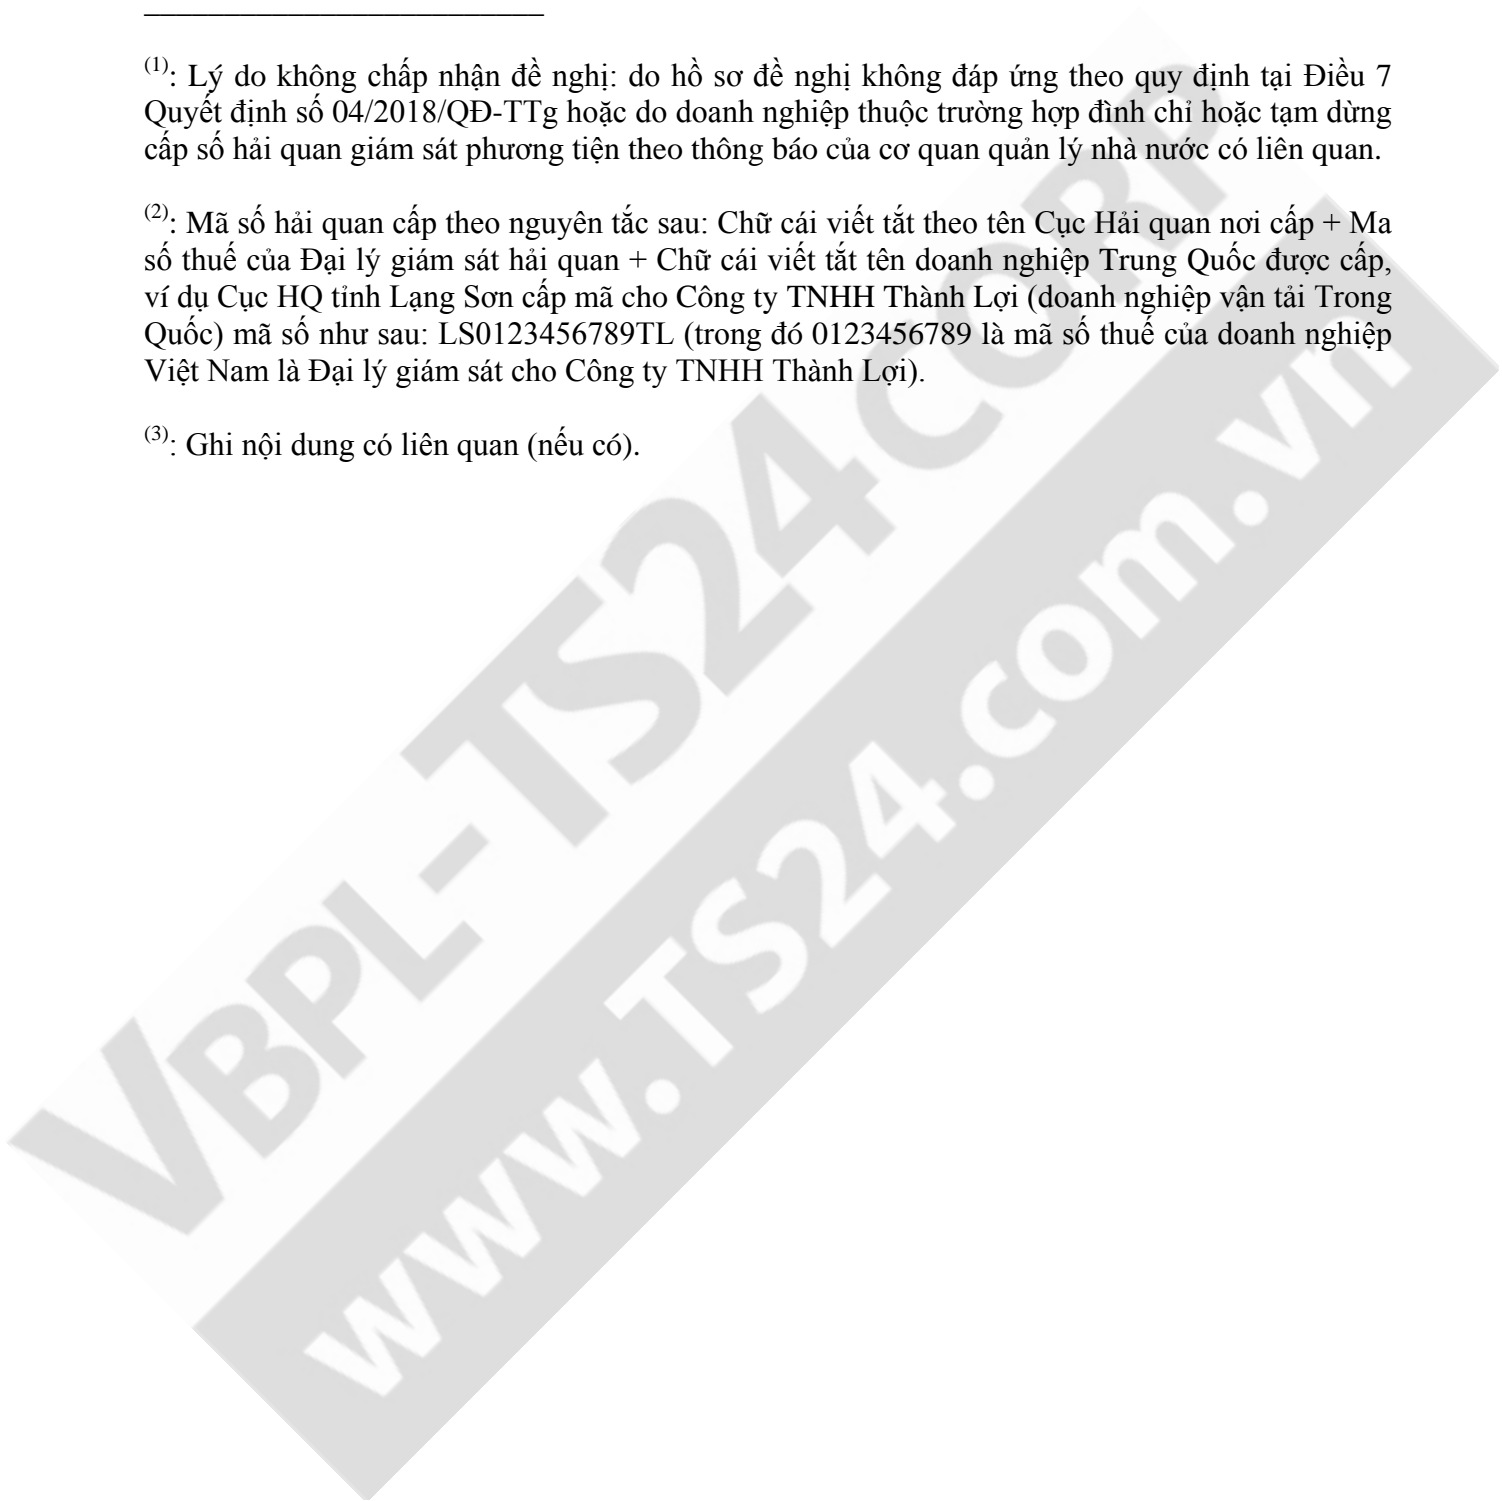 (1): Lý do không chấp nhận đề nghị: do hồ sơ đề nghị không đáp ứng theo quy định tại Điều 7
Quyết định số 04/2018/QĐ-TTg hoặc do doanh nghiệp thuộc trường hợp đình chỉ hoặc tạm dừng
cấp số hải quan giám sát phương tiện theo thông báo của cơ quan quản lý nhà nước có liên quan.
(2): Mã số hải quan cấp theo nguyên tắc sau: Chữ cái viết tắt theo tên Cục Hải quan nơi cấp + Ma
số thuế của Đại lý giám sát hải quan + Chữ cái viết tắt tên doanh nghiệp Trung Quốc được cấp,
ví dụ Cục HQ tỉnh Lạng Sơn cấp mã cho Công ty TNHH Thành Lợi (doanh nghiệp vận tải Trong
Quốc) mã số như sau: LS0123456789TL (trong đó 0123456789 là mã số thuế của doanh nghiệp
Việt Nam là Đại lý giám sát cho Công ty TNHH Thành Lợi).
(3): Ghi nội dung có liên quan (nếu có).
VBPL-TS24CORP
www.TS24.com.vn